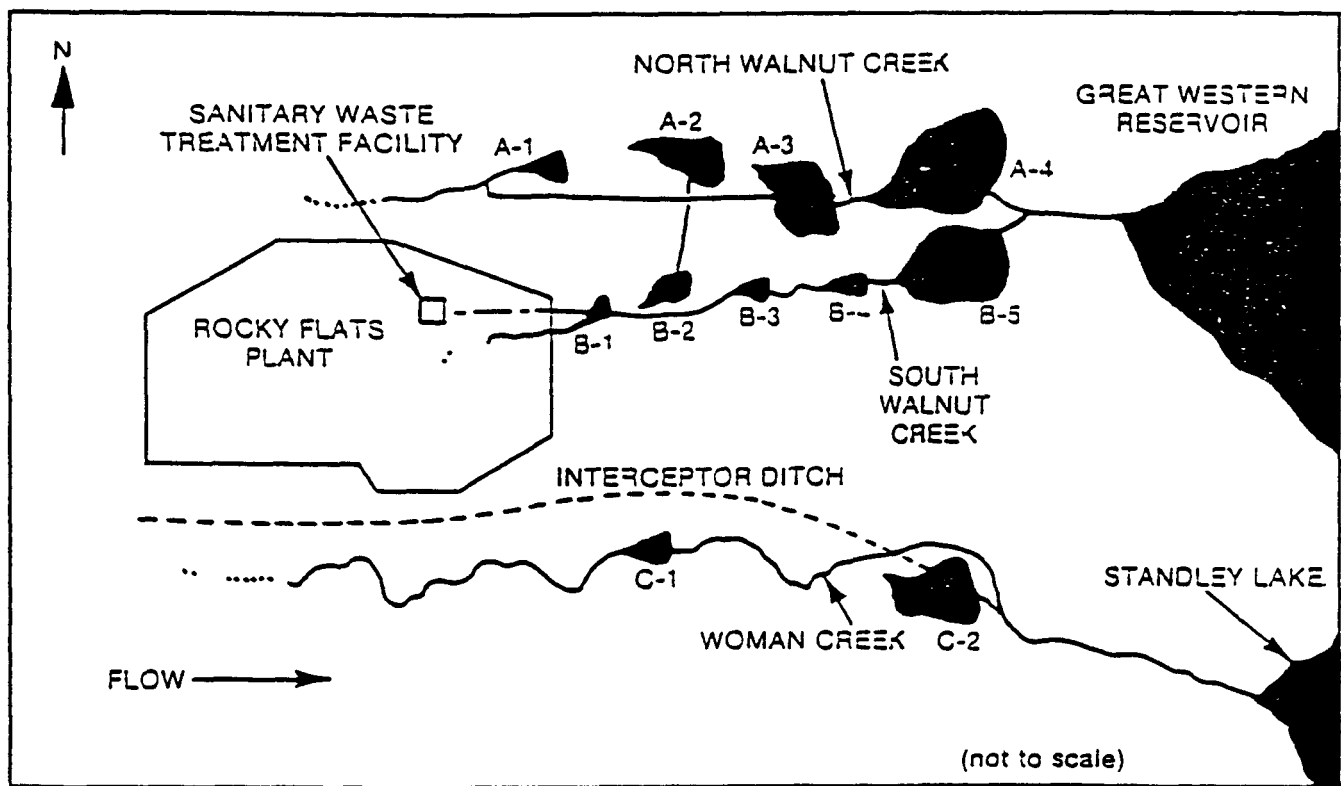 N
NORTH WALNUT CREEK
GREAT WESTERN
RESERVOIR
SANITARY WASTE
TREATMENT FACILITY
A-1
A-2
A-3
A-4
ROCKY FLATS
PLANT
B-1
B-2
B-3
B-5
SOUTH
WALNUT
CREEK
INTERCEPTOR DITCH
C-1
WOMAN CREEK
C-2
STANDLEY LAKE
FLOW
(not to scale)